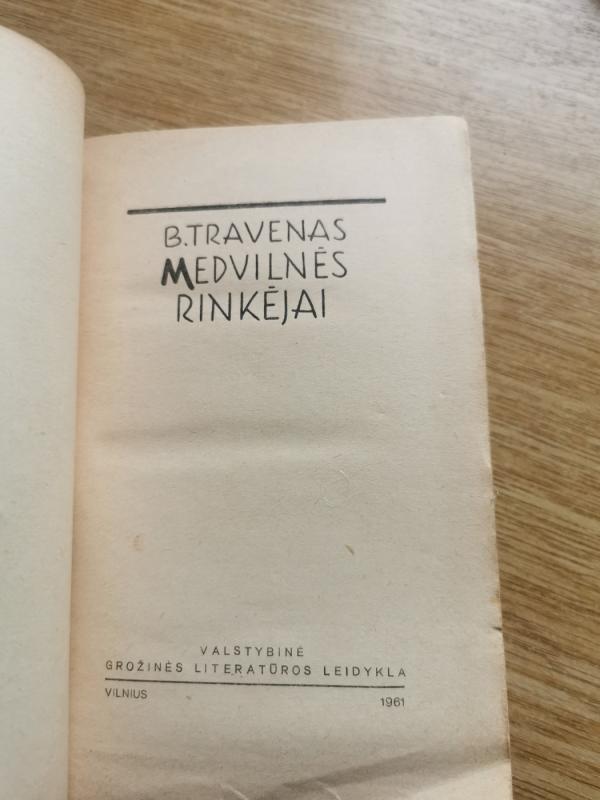 B. TRAVENAS
MEDVILNĖS
RINKĖJAI
VALSTYBINĖ
GROŽINĖS LITERATŪROS LEIDYKLA
VILNIUS
1961